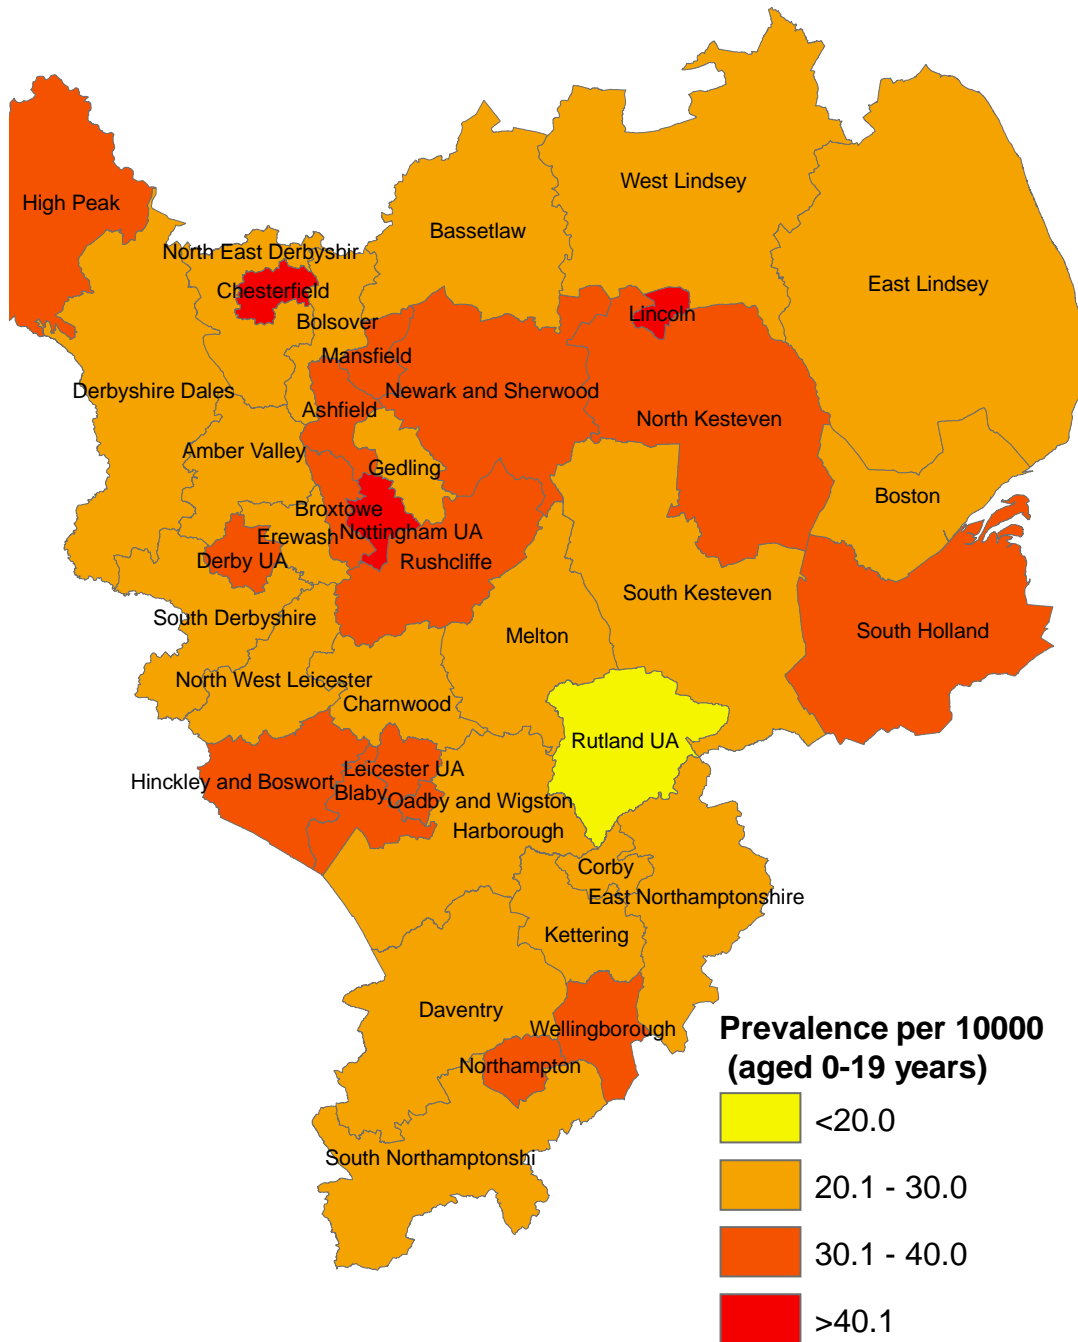 West Lindsey
High Peak
Bassetlaw
North East Derbyshir
East Lindsey
Chesterfield
Lincoln
Bolsover
Mansfield
Derbyshire Dales
Newark and Sherwood
Ashfield
North Kesteven
Amber Valley
Gedling
Boston
Broxtowe
Nottingham UA
Erewash
Derby UA
Rushcliffe
South Kesteven
South Derbyshire
Melton
South Holland
North West Leicester
Charnwood
Rutland UA
Leicester UA
Hinckley and Boswort
Blaby
Oadby and Wigston
Harborough
Corby
East Northamptonshire
Kettering
Daventry
Wellingborough
Northampton
South Northamptonshi
Prevalence per 10000
(aged 0-19 years)
<20.0
20.1 - 30.0
30.1 - 40.0
>40.1